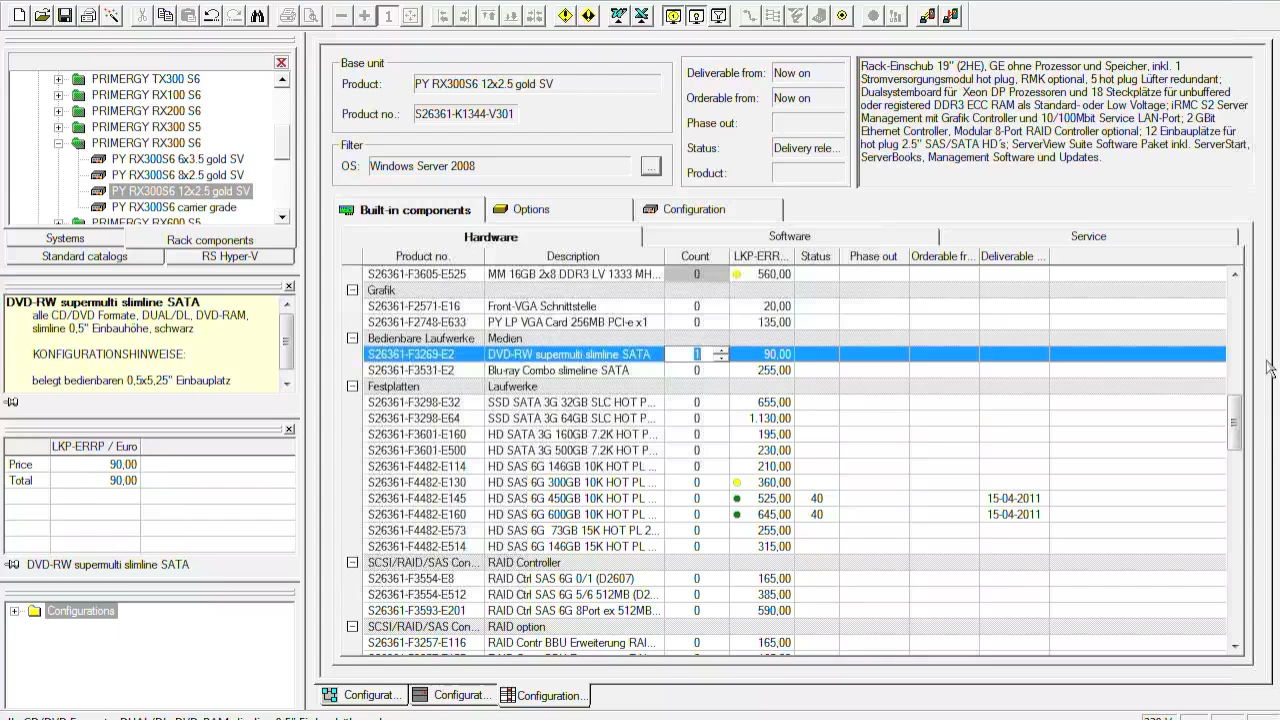 1
PRIMERGY TX300 S6
PRIMERGY RX100 S6
PRIMERGY RX200 S6
PRIMERGY RX300 S5
PRIMERGY RX300 S6
PY RX300S6 6x3.5 gold SV
PY RX300S6 8x2.5 gold SV
PY RX300S6 12x2.5 gold SV
PY RX300S6 carrier grade
PRIMERGY RX600 S5
Systems Rack components
Standard catalogs RS Hyper-V
DVD-RW supermulti slimline SATA
alle CD/DVD Formate, DUAL/DL, DVD-RAM,
slimline 0,5" Einbauhöhe, schwarz
KONFIGURATIONSHINWEISE:
belegt bedienbaren 0,5x5,25" Einbauplatz
LKP-ERRP / Euro
Price 90,00
Total 90,00
DVD-RW supermulti slimline SATA
Configurations
Base unit
Product: PY RX300S6 12x2.5 gold SV
Product no.: S26361-K1344-V301
Filter
OS: Windows Server 2008 ...
Deliverable from: Now on
Orderable from: Now on
Phase out:
Status: Delivery rele...
Product:
Rack-Einschub 19" (2HE), GE ohne Prozessor und Speicher, inkl. 1
Stromversorgungsmodul hot plug, RMK optional, 5 hot plug Lüfter redundant;
Dualsystemboard für Xeon DP Prozessoren und 18 Steckplätze für unbuffered
oder registered DDR3 ECC RAM als Standard- oder Low Voltage; iRMC S2 Server
Management mit Grafik Controller und 10/100Mbit Service LAN-Port; 2 GBit
Ethernet Controller, Modular 8-Port RAID Controller optional; 12 Einbauplätze für
hot plug 2.5" SAS/SATA HD's; ServerView Suite Software Paket inkl. ServerStart,
ServerBooks, Management Software und Updates.
Built-in components Options Configuration
Hardware Software Service
Product no. Description Count LKP-ERR... Status Phase out Orderable fr... Deliverable ...
S26361-F3605-E525 MM 16GB 2x8 DDR3 LV 1333 MH... 0 560,00
Grafik
S26361-F2571-E16 Front-VGA Schnittstelle 0 20,00
S26361-F2748-E633 PY LP VGA Card 256MB PCI-e x1 0 135,00
Bedienbare Laufwerke Medien
S26361-F3269-E2 DVD-RW supermulti slimline SATA 1 90,00
S26361-F3531-E2 Blu-ray Combo slimeline SATA 0 255,00
Festplatten Laufwerke
S26361-F3298-E32 SSD SATA 3G 32GB SLC HOT P... 0 655,00
S26361-F3298-E64 SSD SATA 3G 64GB SLC HOT P... 0 1.130,00
S26361-F3601-E160 HD SATA 3G 160GB 7.2K HOT P... 0 195,00
S26361-F3601-E500 HD SATA 3G 500GB 7.2K HOT P... 0 230,00
S26361-F4482-E114 HD SAS 6G 146GB 10K HOT PL ... 0 210,00
S26361-F4482-E130 HD SAS 6G 300GB 10K HOT PL ... 0 360,00
S26361-F4482-E145 HD SAS 6G 450GB 10K HOT PL ... 0 525,00 40 15-04-2011
S26361-F4482-E160 HD SAS 6G 600GB 10K HOT PL ... 0 645,00 40 15-04-2011
S26361-F4482-E573 HD SAS 6G 73GB 15K HOT PL 2... 0 255,00
S26361-F4482-E514 HD SAS 6G 146GB 15K HOT PL ... 0 315,00
SCSI/RAID/SAS Con... RAID Controller
S26361-F3554-E8 RAID Ctrl SAS 6G 0/1 (D2607) 0 165,00
S26361-F3554-E512 RAID Ctrl SAS 6G 5/6 512MB (D2... 0 385,00
S26361-F3593-E201 RAID Ctrl SAS 6G 8Port ex 512MB... 0 590,00
SCSI/RAID/SAS Con... RAID option
S26361-F3257-E116 RAID Contr BBU Erweiterung RAI... 0 165,00
Configurat... Configurat... Configuration...